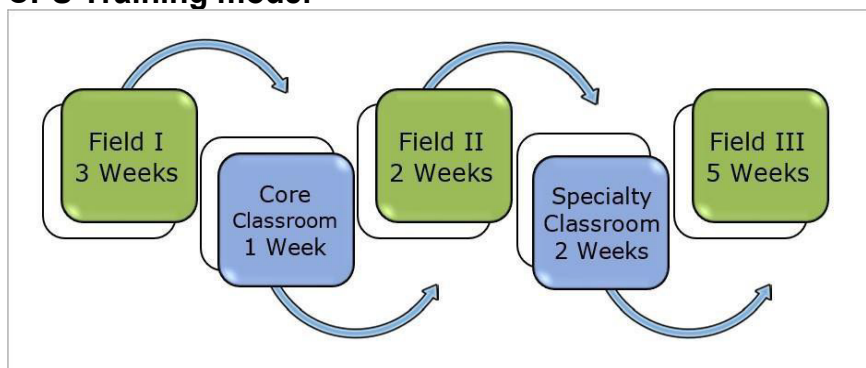 Training Model
Field I
3 Weeks
Core
Classroom
1 Week
Field II
2 Weeks
Specialty
Classroom
2 Weeks
Field III
5 Weeks